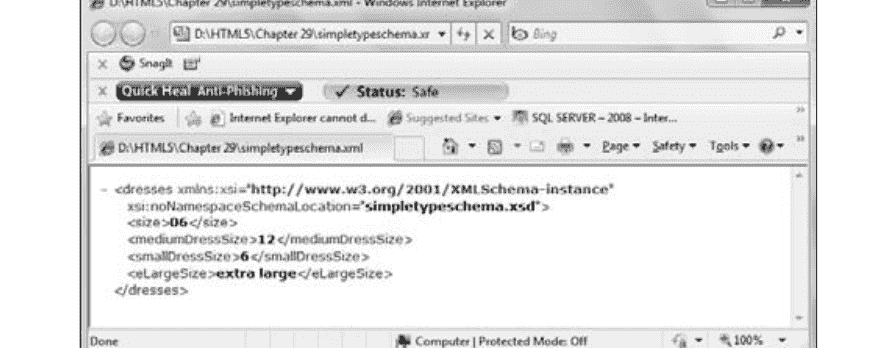 D:\HTML5\Chapter 29\simpletypeschema.xml - Windows Internet Explorer
D:\HTML5\Chapter 29\simpletypeschema.xr Bing
x SnagIt
x Quick Heal Anti-Phishing Status: Safe
Favorites Internet Explorer cannot d... Suggested Sites SQL SERVER – 2008 – Inter... »
D:\HTML5\Chapter 29\simpletypeschema.xml Page Safety Tools »
- <dresses xmlns:xsi="http://www.w3.org/2001/XMLSchema-instance"
xsi:noNamespaceSchemaLocation="simpletypeschema.xsd">
<size>06</size>
<mediumDressSize>12</mediumDressSize>
<smallDressSize>6</smallDressSize>
<eLargeSize>extra large</eLargeSize>
</dresses>
Done Computer | Protected Mode: Off 100%